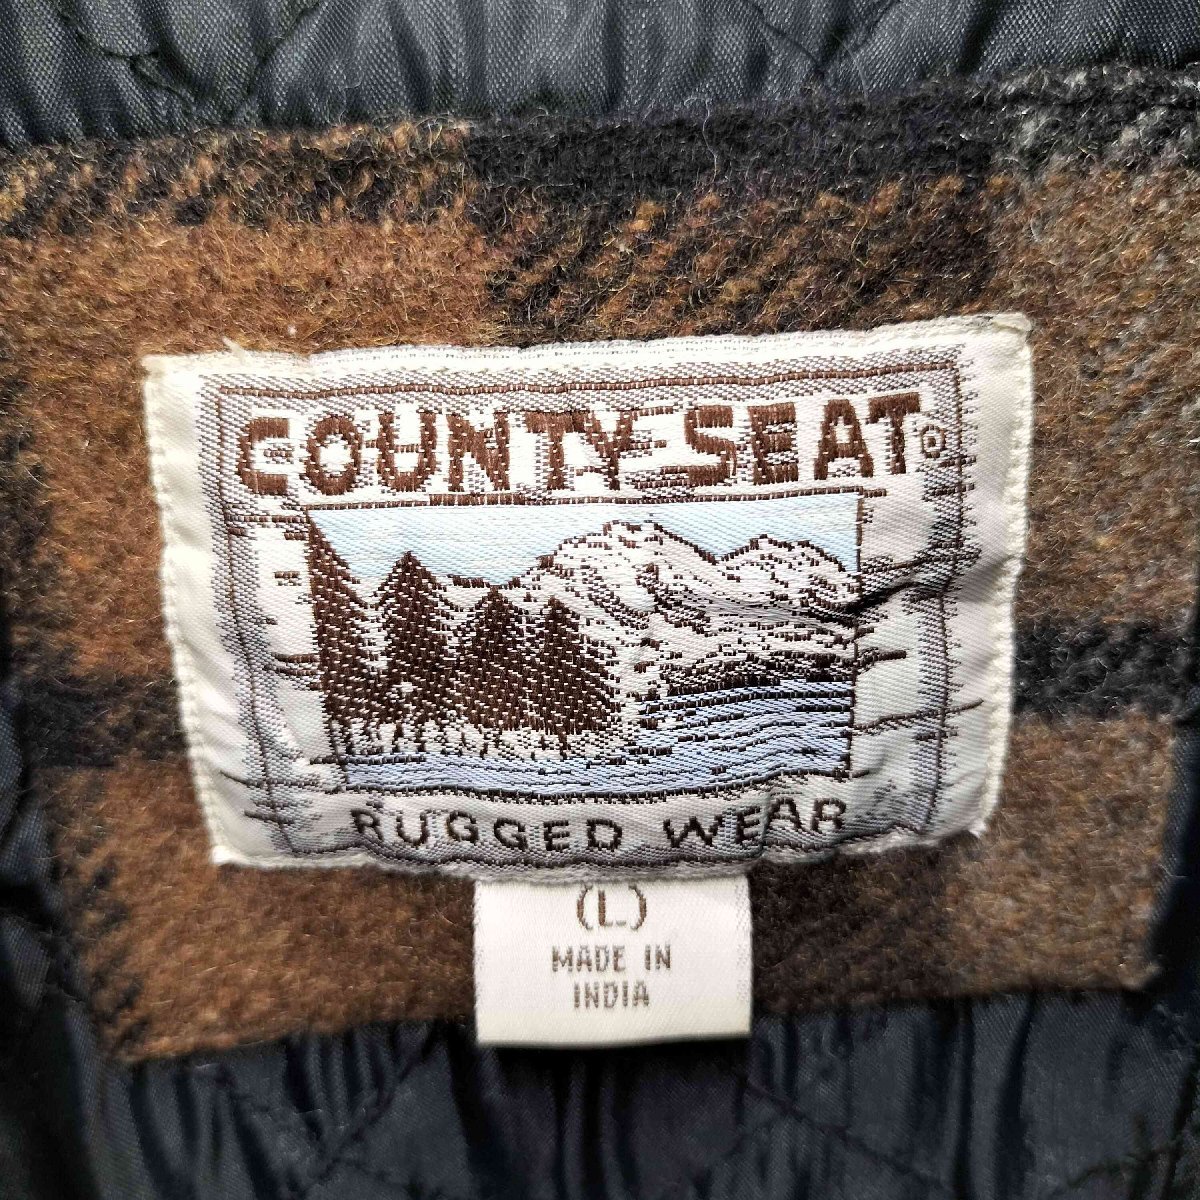 COUNTY SEAT®
RUGGED WEAR
(L)
MADE IN
INDIA